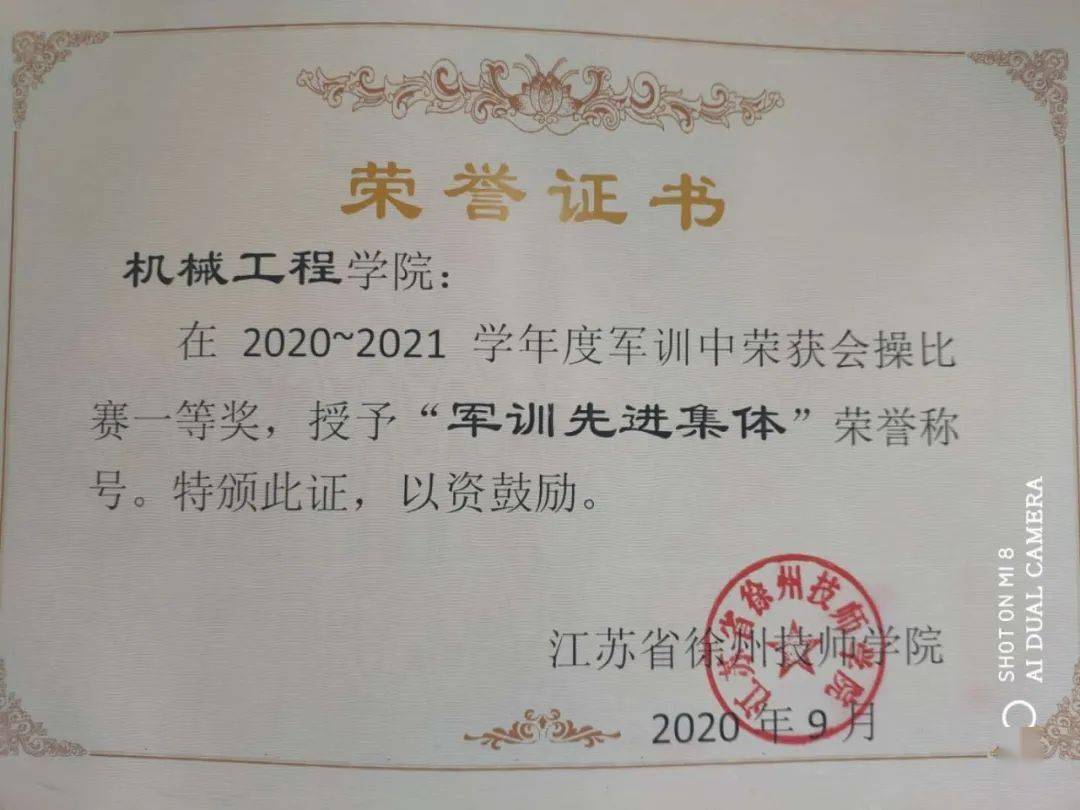 荣誉证书
机械工程学院：
在 2020~2021 学年度军训中荣获会操比
赛一等奖，授予“军训先进集体”荣誉称
号。特颁此证，以资鼓励。
江苏省徐州技师学院
江苏省徐州技师学院
2020 年 9 月
SHOT ON MI 8
AI DUAL CAMERA